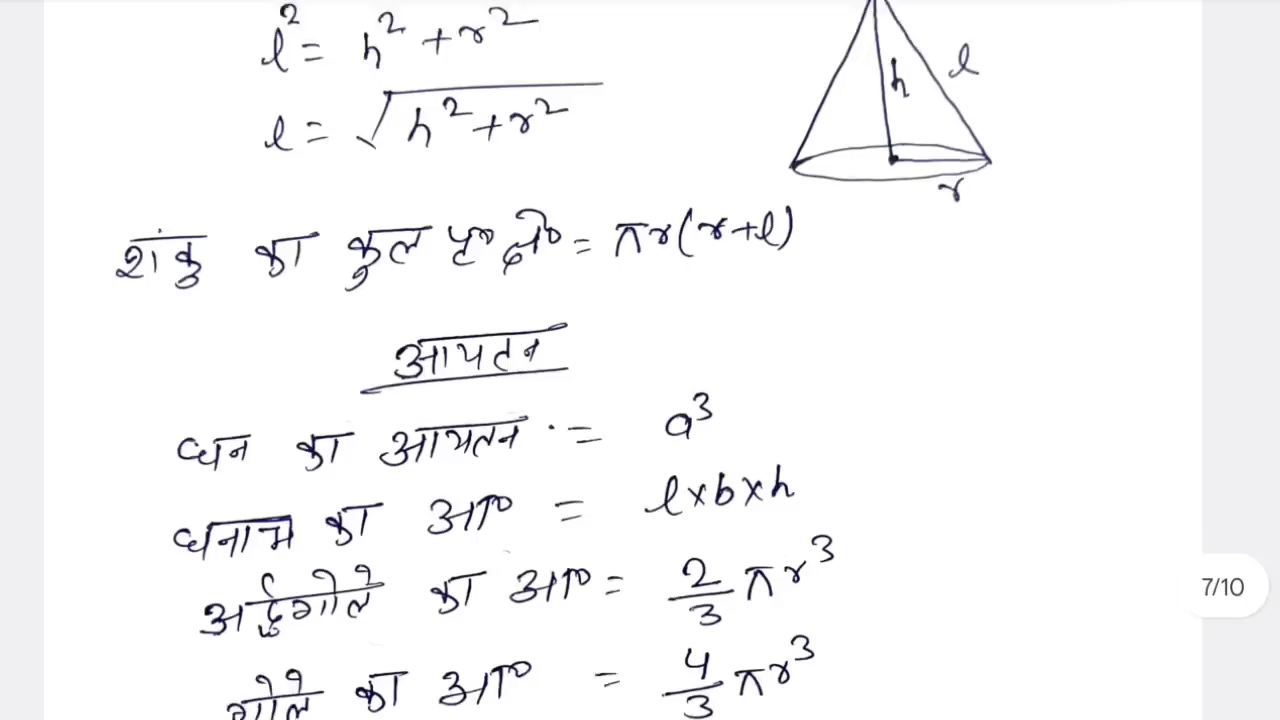 l² = h² + r²
l = √(h² + r²)
h
l
r
शंकु का कुल पृ० क्षे० = πr(r+l)
आयतन
घन का आयतन = a³
घनाभ का आ० = l×b×h
अर्द्धगोले का आ० = 2/3 πr³
गोले का आ० = 4/3 πr³
7/10